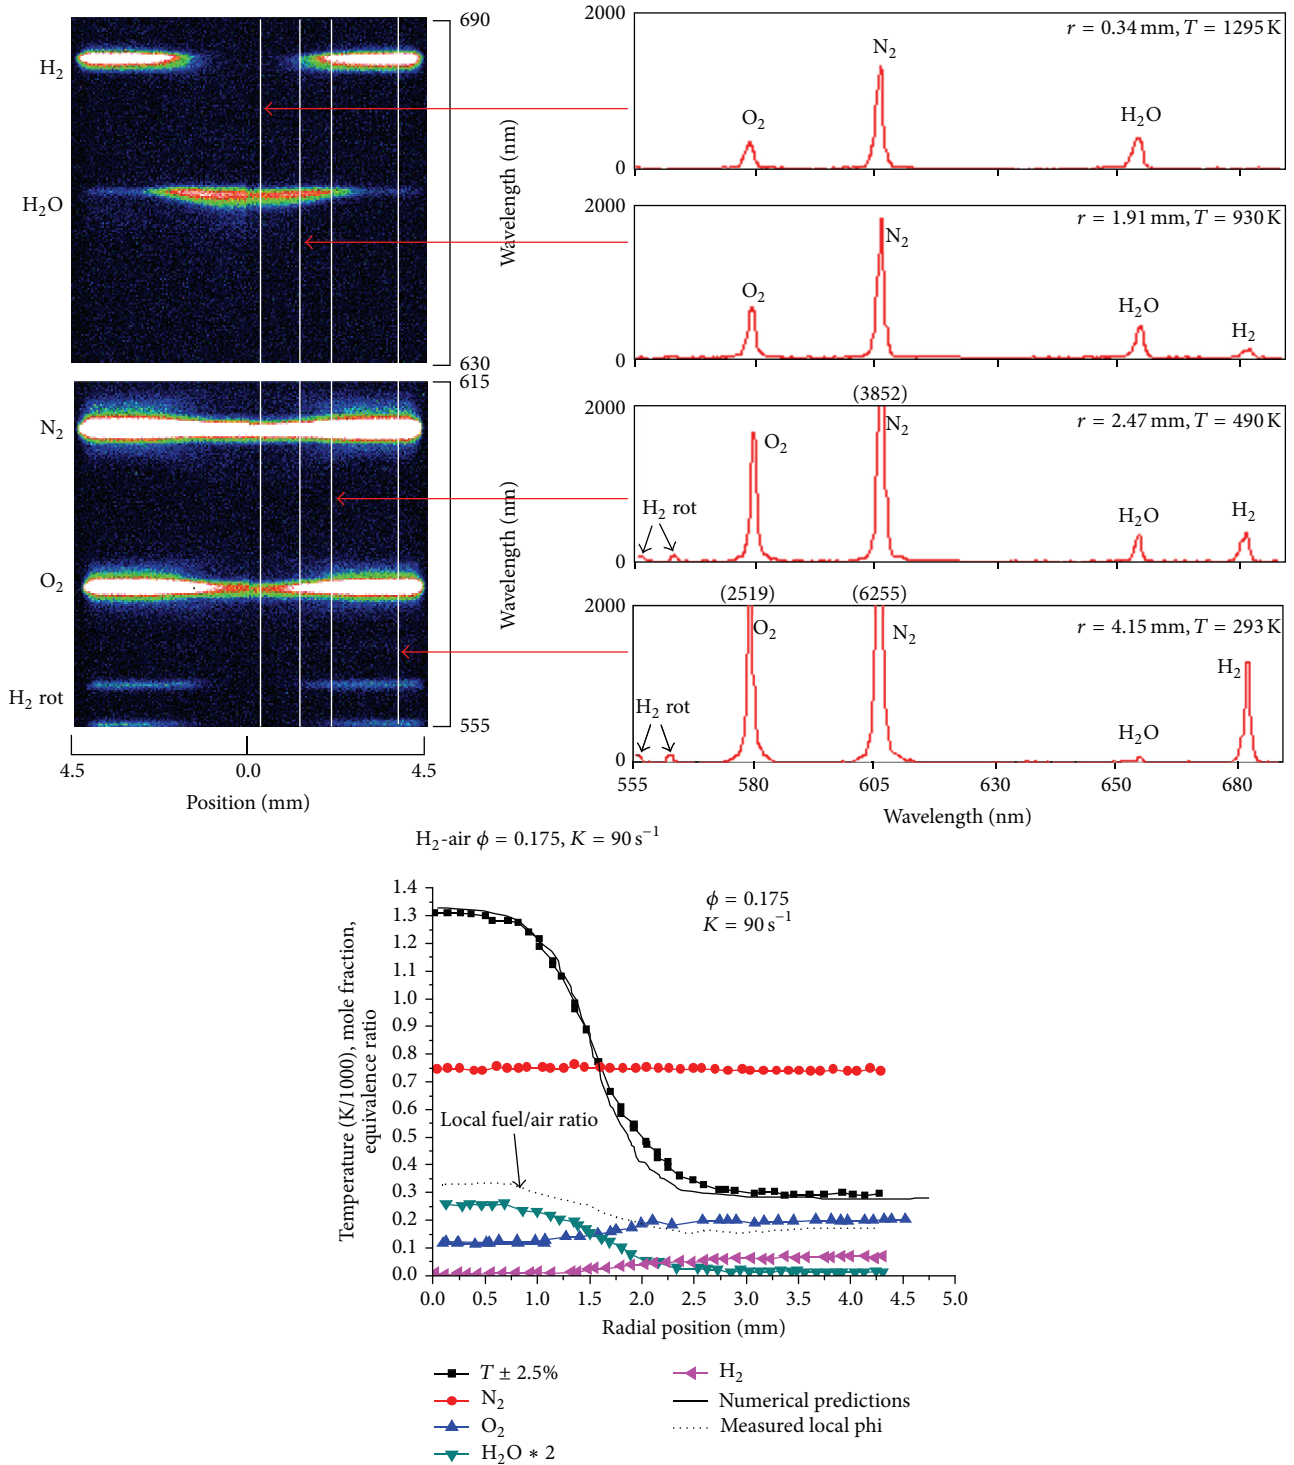 690
H2
H2O
Wavelength (nm)
630
615
N2
O2
H2 rot
Wavelength (nm)
555
4.5
0.0
4.5
Position (mm)
2000
0
r = 0.34 mm, T = 1295 K
O2
N2
H2O
2000
0
r = 1.91 mm, T = 930 K
O2
N2
H2O
H2
(3852)
2000
0
r = 2.47 mm, T = 490 K
H2 rot
O2
N2
H2O
H2
(2519)
(6255)
2000
0
r = 4.15 mm, T = 293 K
H2 rot
O2
N2
H2O
H2
555
580
605
630
650
680
Wavelength (nm)
H2-air ϕ = 0.175, K = 90 s−1
1.4
1.3
1.2
1.1
1.0
0.9
0.8
0.7
0.6
0.5
0.4
0.3
0.2
0.1
0.0
Temperature (K/1000), mole fraction,
equivalence ratio
ϕ = 0.175
K = 90 s−1
Local fuel/air ratio
0.0
0.5
1.0
1.5
2.0
2.5
3.0
3.5
4.0
4.5
5.0
Radial position (mm)
T ± 2.5%
N2
O2
H2O ∗ 2
H2
Numerical predictions
Measured local phi